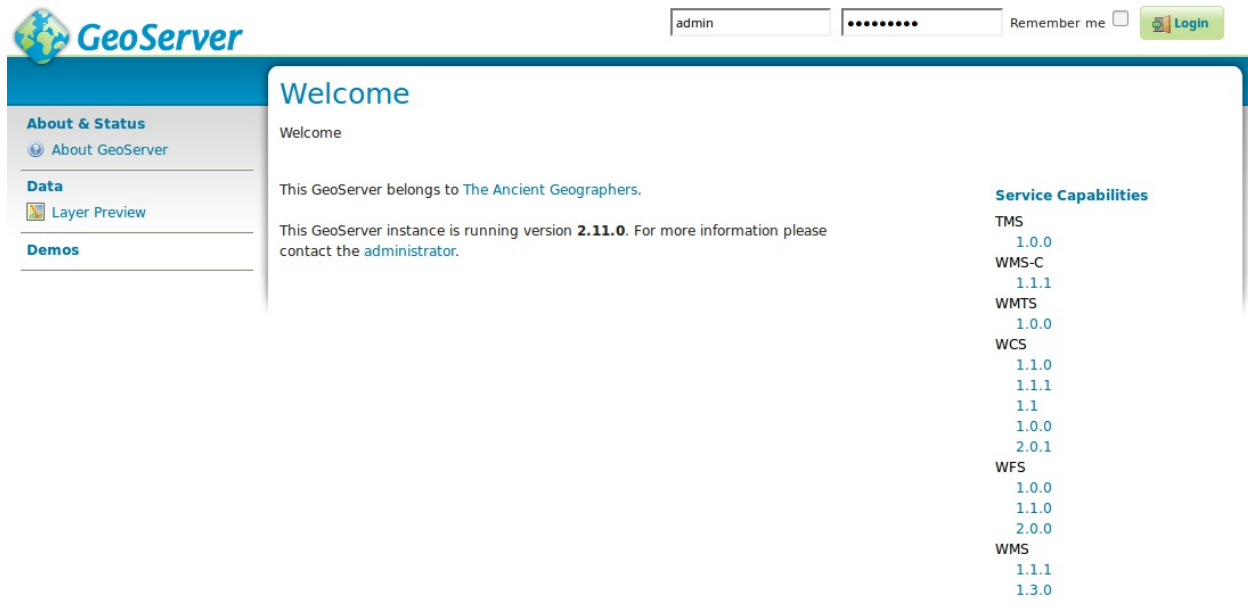 GeoServer
admin
•••••••••
Remember me
Login
Welcome
About & Status
About GeoServer
Data
Layer Preview
Demos
Welcome
This GeoServer belongs to The Ancient Geographers.
This GeoServer instance is running version 2.11.0. For more information please
contact the administrator.
Service Capabilities
TMS
1.0.0
WMS-C
1.1.1
WMTS
1.0.0
WCS
1.1.0
1.1.1
1.1
1.0.0
2.0.1
WFS
1.0.0
1.1.0
2.0.0
WMS
1.1.1
1.3.0